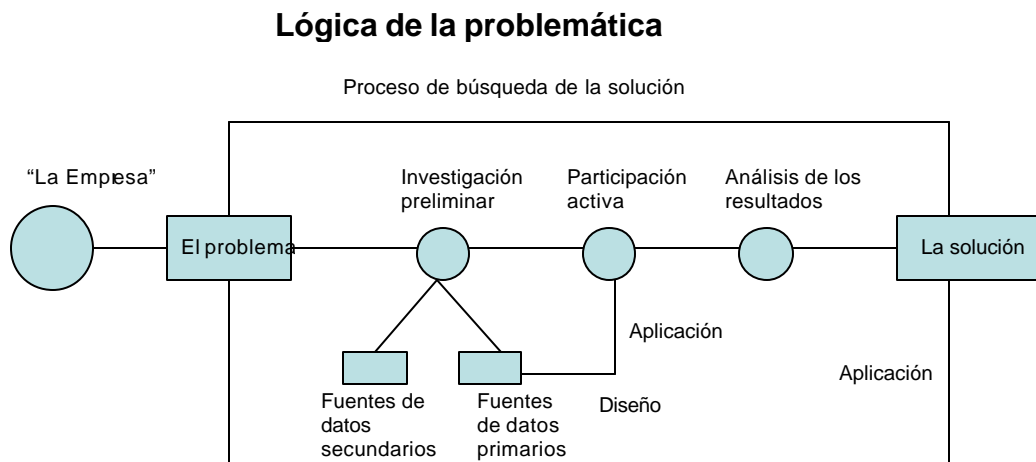 Lógica de la problemática
Proceso de búsqueda de la solución
“La Empresa”
Investigación
preliminar
Participación
activa
Análisis de los
resultados
El problema
La solución
Aplicación
Aplicación
Fuentes de
datos
secundarios
Fuentes
de datos
primarios
Diseño